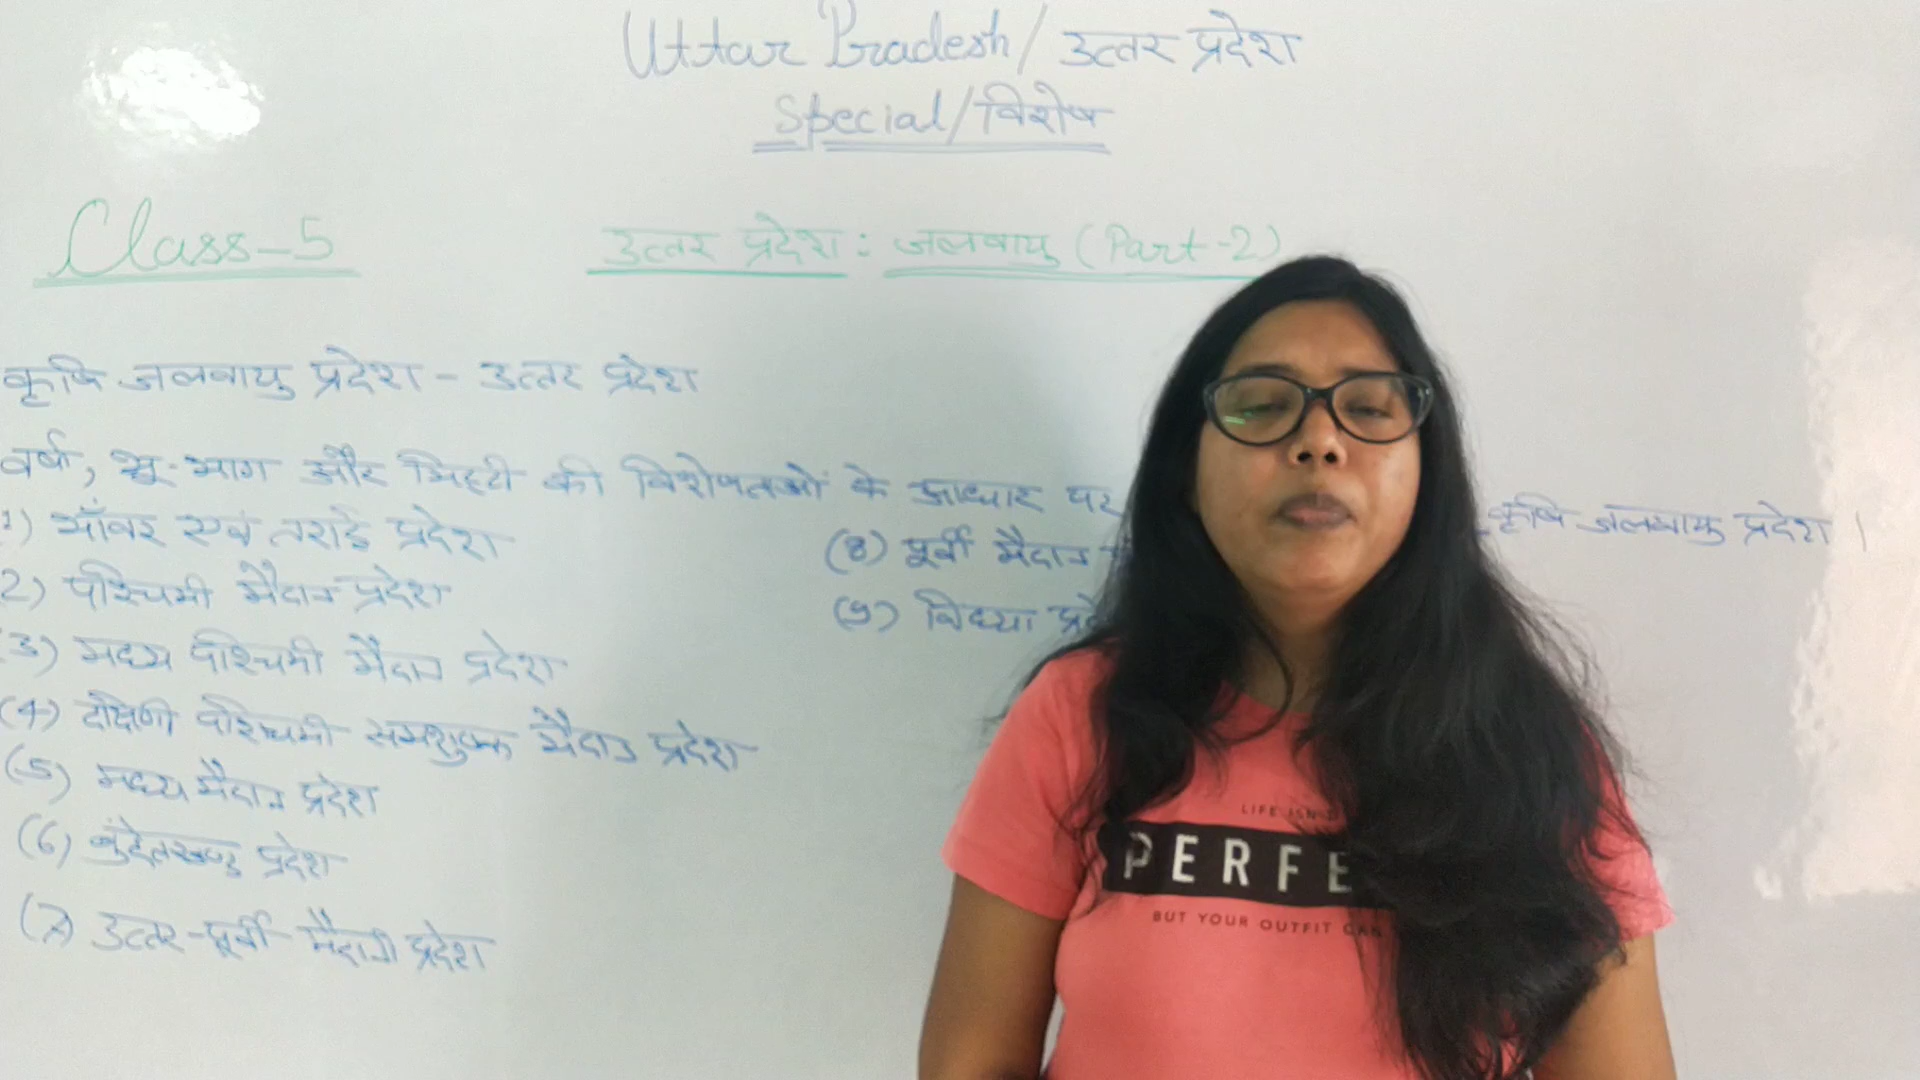 Uttar Pradesh/उत्तर प्रदेश
Special/विशेष
Class-5
उत्तर प्रदेश : जलवायु (Part-2)
कृषि जलवायु प्रदेश - उत्तर प्रदेश
वर्षा, भू-भाग और मिट्टी की विशेषताओं के आधार पर
कृषि जलवायु प्रदेश।
1) भाँवर एवं तराई प्रदेश
2) पश्चिमी मैदान प्रदेश
(3) मध्य पश्चिमी मैदान प्रदेश
(4) दक्षिणी पश्चिमी समशुष्क मैदान प्रदेश
(5) मध्य मैदान प्रदेश
(6) बुंदेलखण्ड प्रदेश
(7) उत्तर-पूर्वी मैदानी प्रदेश
(8) पूर्वी मैदान
(9) विंध्या
LIFE ISN'T
PERFE
BUT YOUR OUTFIT CAN